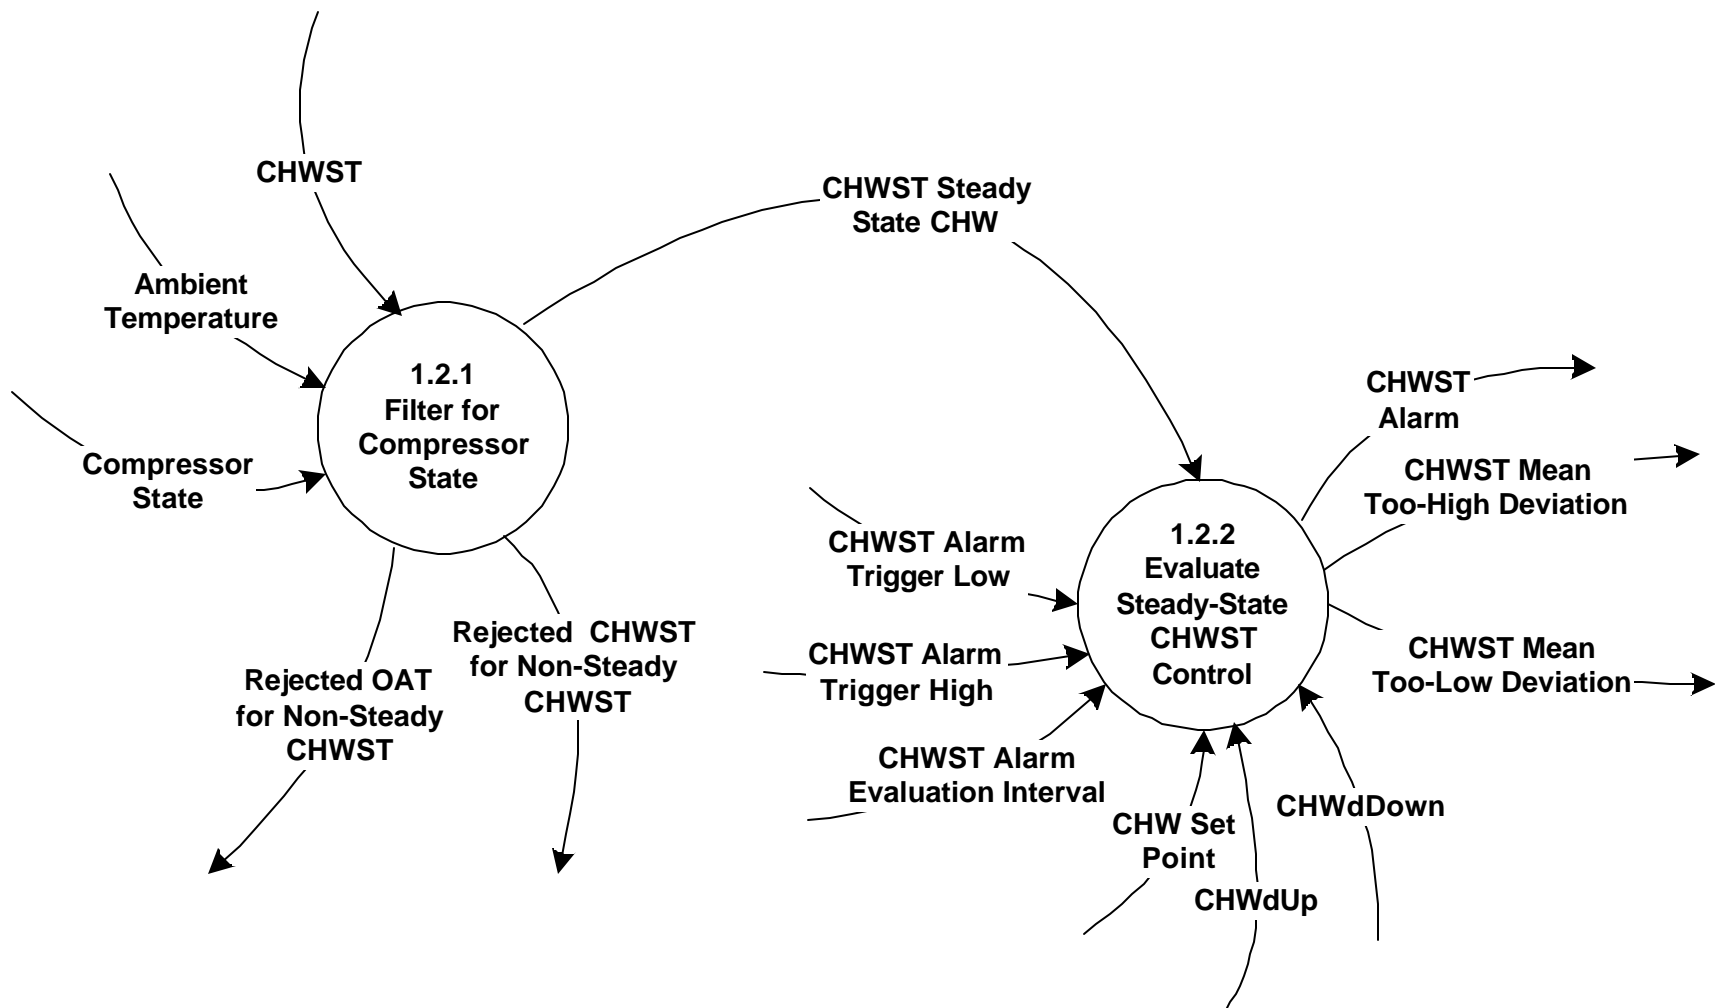 CHWST
Ambient
Temperature
Compressor
State
1.2.1
Filter for
Compressor
State
CHWST Steady
State CHW
Rejected OAT
for Non-Steady
CHWST
Rejected CHWST
for Non-Steady
CHWST
CHWST Alarm
Trigger Low
CHWST Alarm
Trigger High
CHWST Alarm
Evaluation Interval
1.2.2
Evaluate
Steady-State
CHWST
Control
CHWST
Alarm
CHWST Mean
Too-High Deviation
CHWST Mean
Too-Low Deviation
CHW Set
Point
CHWdUp
CHWdDown